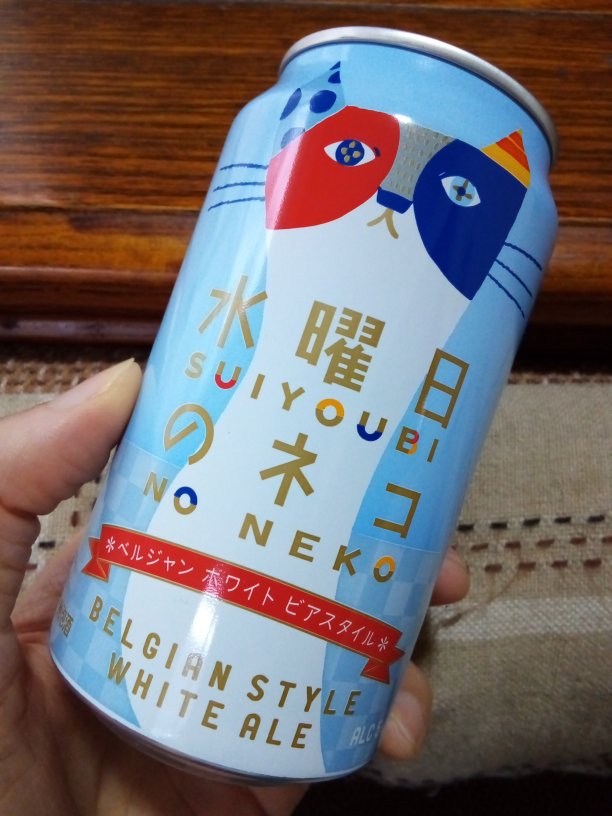 水曜日
SUIYOUBI
のネコ
NO NEKO
＊ベルジャン ホワイト ビアスタイル＊
BELGIAN STYLE
WHITE ALE
ALC.